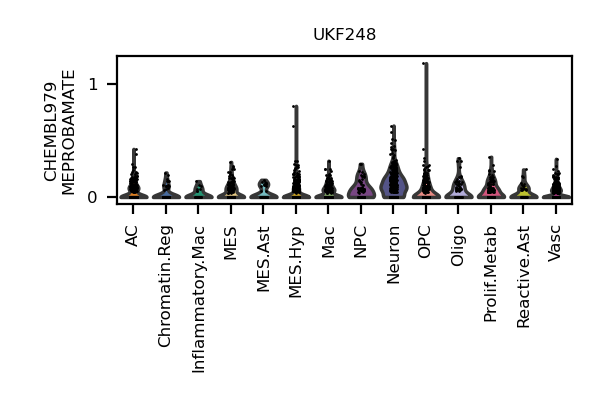 UKF248
CHEMBL979
MEPROBAMATE
1
0
AC
Chromatin.Reg
Inflammatory.Mac
MES
MES.Ast
MES.Hyp
Mac
NPC
Neuron
OPC
Oligo
Prolif.Metab
Reactive.Ast
Vasc